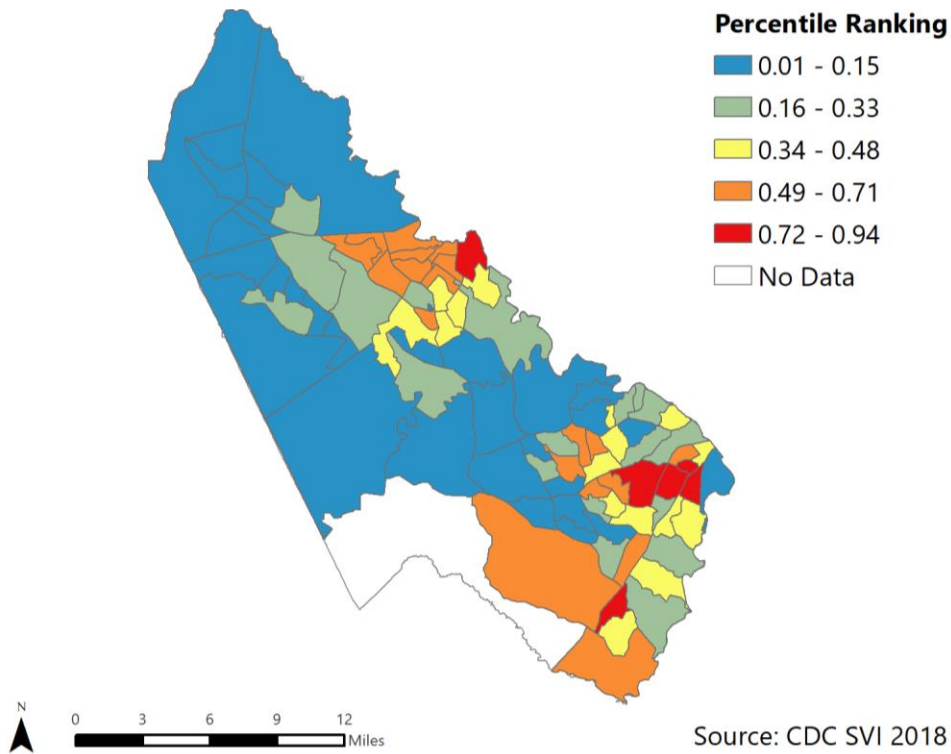 Percentile Ranking
0.01 - 0.15
0.16 - 0.33
0.34 - 0.48
0.49 - 0.71
0.72 - 0.94
No Data
N
0 3 6 9 12
Miles
Source: CDC SVI 2018